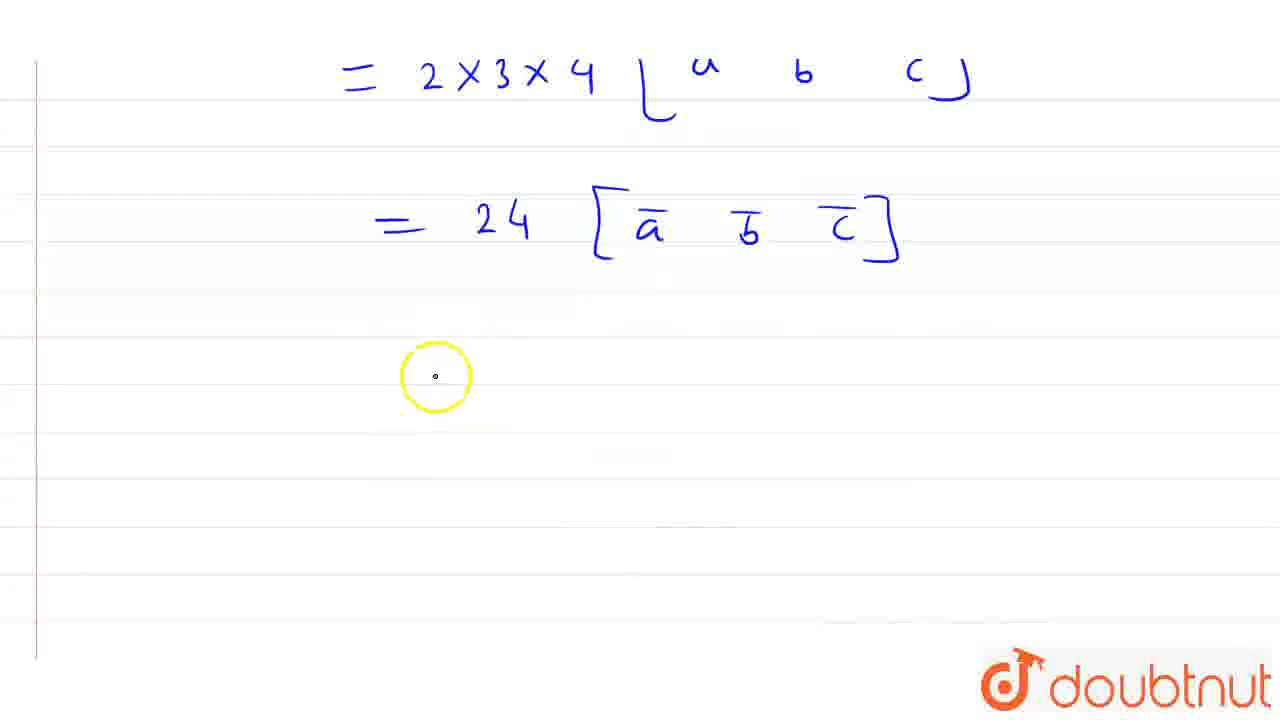 = 2 × 3 × 4 [ a b c ]
= 24 [ a̅ b̅ c̅ ]
doubtnut